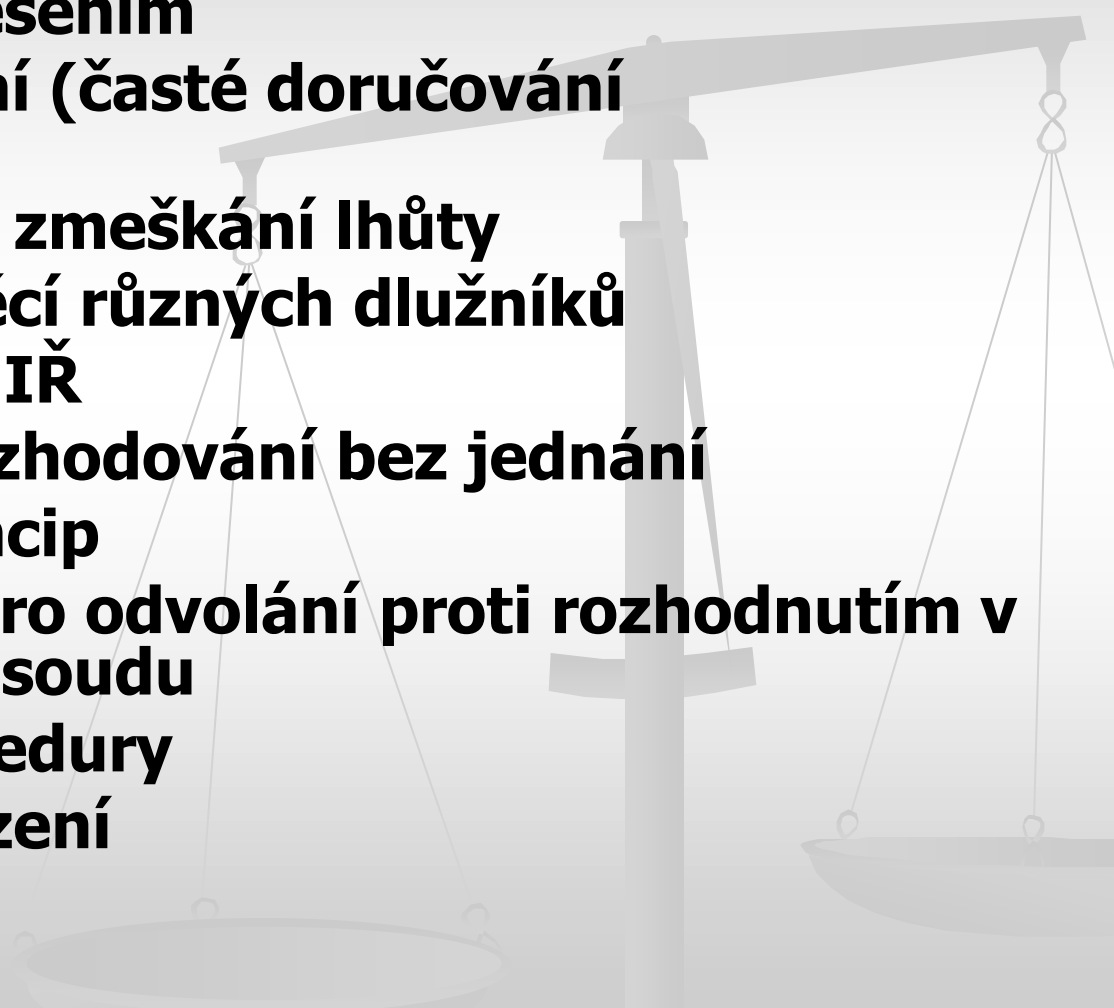 esením
ní (časté doručování
zmeškání lhůty
ěcí různých dlužníků
IŘ
zhodování bez jednání
ncip
ro odvolání proti rozhodnutím v
soudu
edury
zení